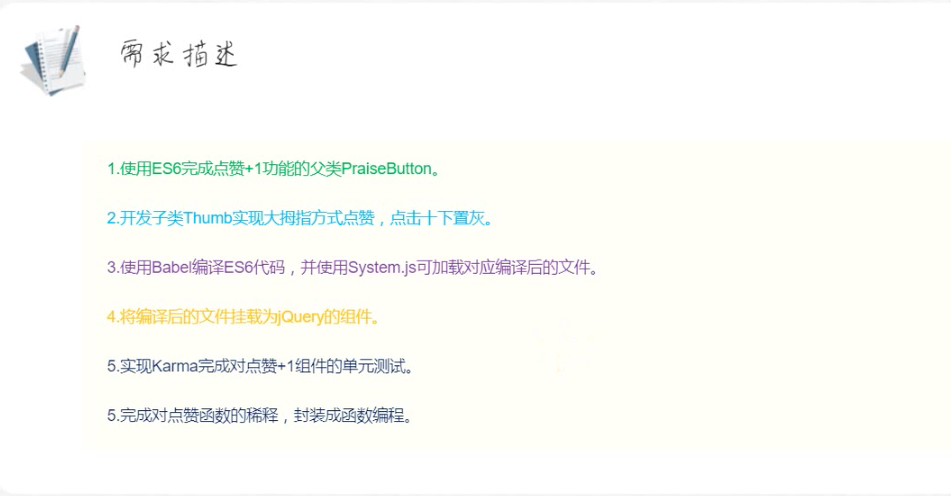 需求描述
1.使用ES6完成点赞+1功能的父类PraiseButton。
2.开发子类Thumb实现大拇指方式点赞，点击十下置灰。
3.使用Babel编译ES6代码，并使用System.js可加载对应编译后的文件。
4.将编译后的文件挂载为jQuery的组件。
5.实现Karma完成对点赞+1组件的单元测试。
5.完成对点赞函数的稀释，封装成函数编程。